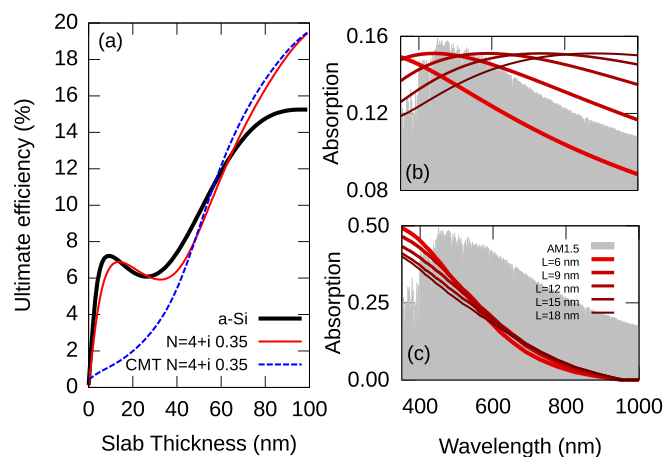 (a)
20
18
16
14
12
10
8
6
4
2
0
Ultimate efficiency (%)
a-Si
N=4+i 0.35
CMT N=4+i 0.35
0 20 40 60 80 100
Slab Thickness (nm)
0.16
0.12
0.08
Absorption
(b)
0.50
0.25
0.00
Absorption
AM1.5
L=6 nm
L=9 nm
L=12 nm
L=15 nm
L=18 nm
(c)
400 600 800 1000
Wavelength (nm)